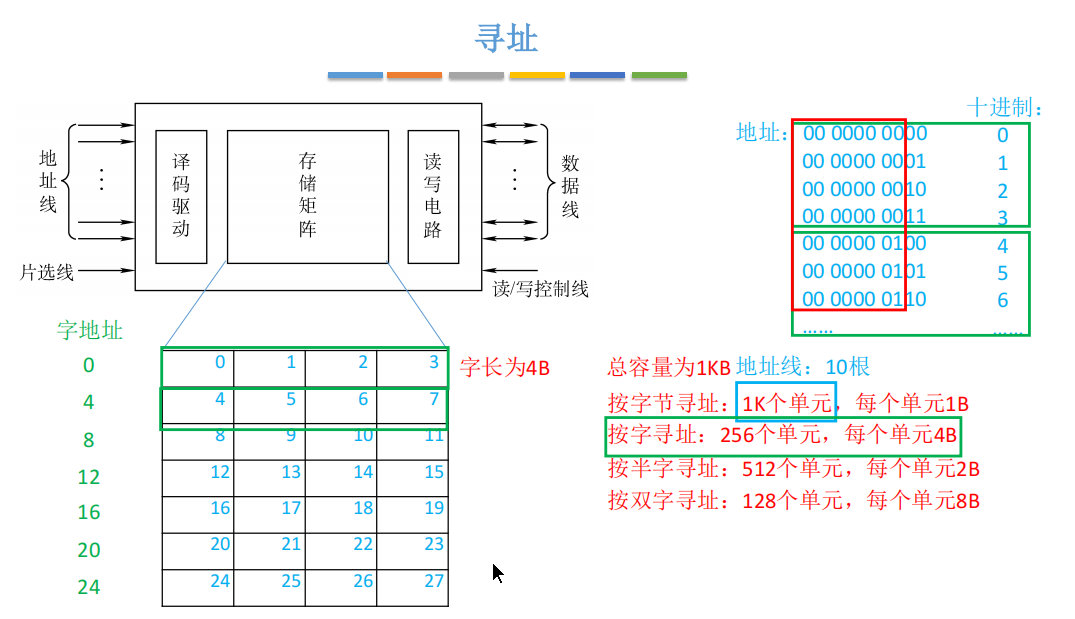 寻址
地址线
⋮
译码驱动
存储矩阵
读写电路
⋮
数据线
片选线
读/写控制线
十进制：
地址：
00 0000 0000 0
00 0000 0001 1
00 0000 0010 2
00 0000 0011 3
00 0000 0100 4
00 0000 0101 5
00 0000 0110 6
...... ......
字地址
0 0 1 2 3
字长为4B
4 4 5 6 7
8 8 9 10 11
12 12 13 14 15
16 16 17 18 19
20 20 21 22 23
24 24 25 26 27
总容量为1KB 地址线：10根
按字节寻址：1K个单元，每个单元1B
按字寻址：256个单元，每个单元4B
按半字寻址：512个单元，每个单元2B
按双字寻址：128个单元，每个单元8B